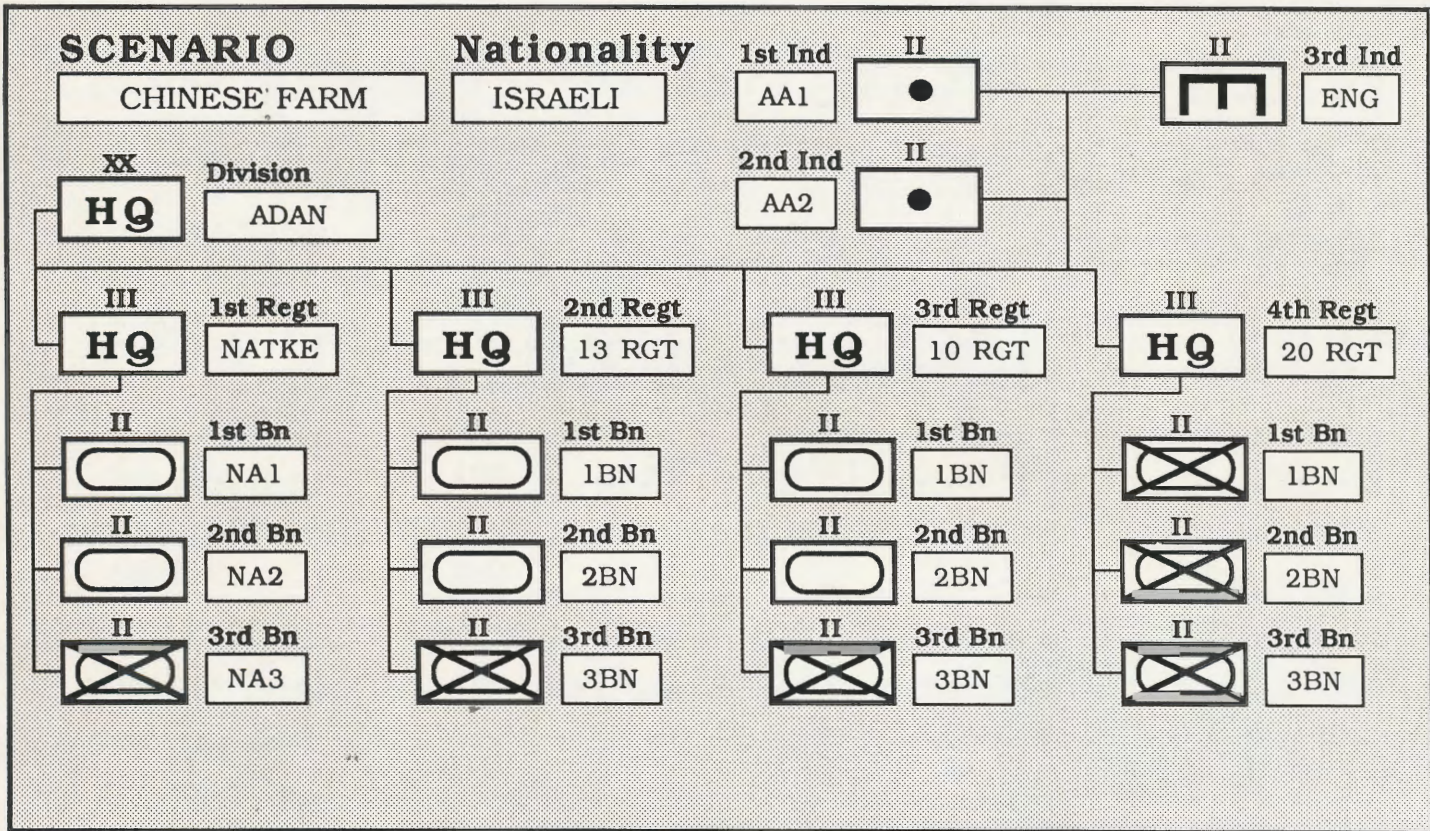 SCENARIO Nationality 1st Ind II II 3rd Ind
CHINESE FARM ISRAELI AA1 E ENG
XX Division 2nd Ind II
HQ ADAN AA2
III 1st Regt III 2nd Regt III 3rd Regt III 4th Regt
HQ NATKE HQ 13 RGT HQ 10 RGT HQ 20 RGT
II 1st Bn II 1st Bn II 1st Bn II 1st Bn
NA1 1BN 1BN 1BN
II 2nd Bn II 2nd Bn II 2nd Bn II 2nd Bn
NA2 2BN 2BN 2BN
II 3rd Bn II 3rd Bn II 3rd Bn II 3rd Bn
NA3 3BN 3BN 3BN